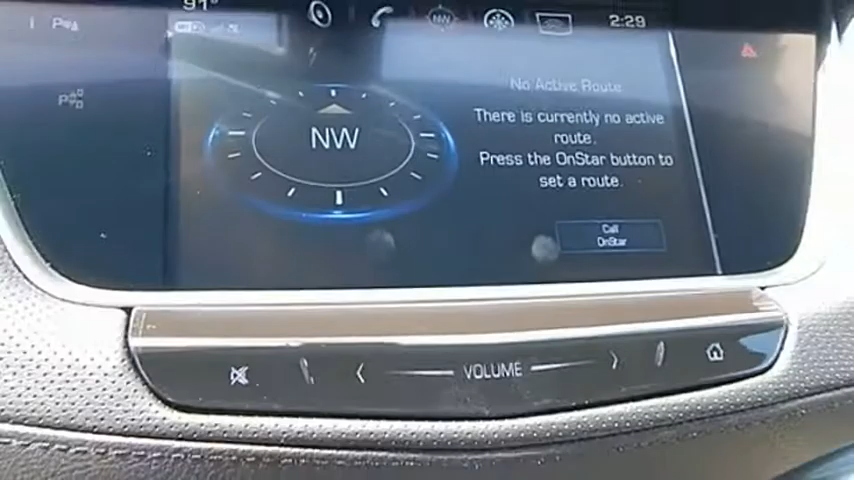 91°
NW
2:29
No Active Route
There is currently no active
route.
Press the OnStar button to
set a route.
Call
OnStar
NW
VOLUME